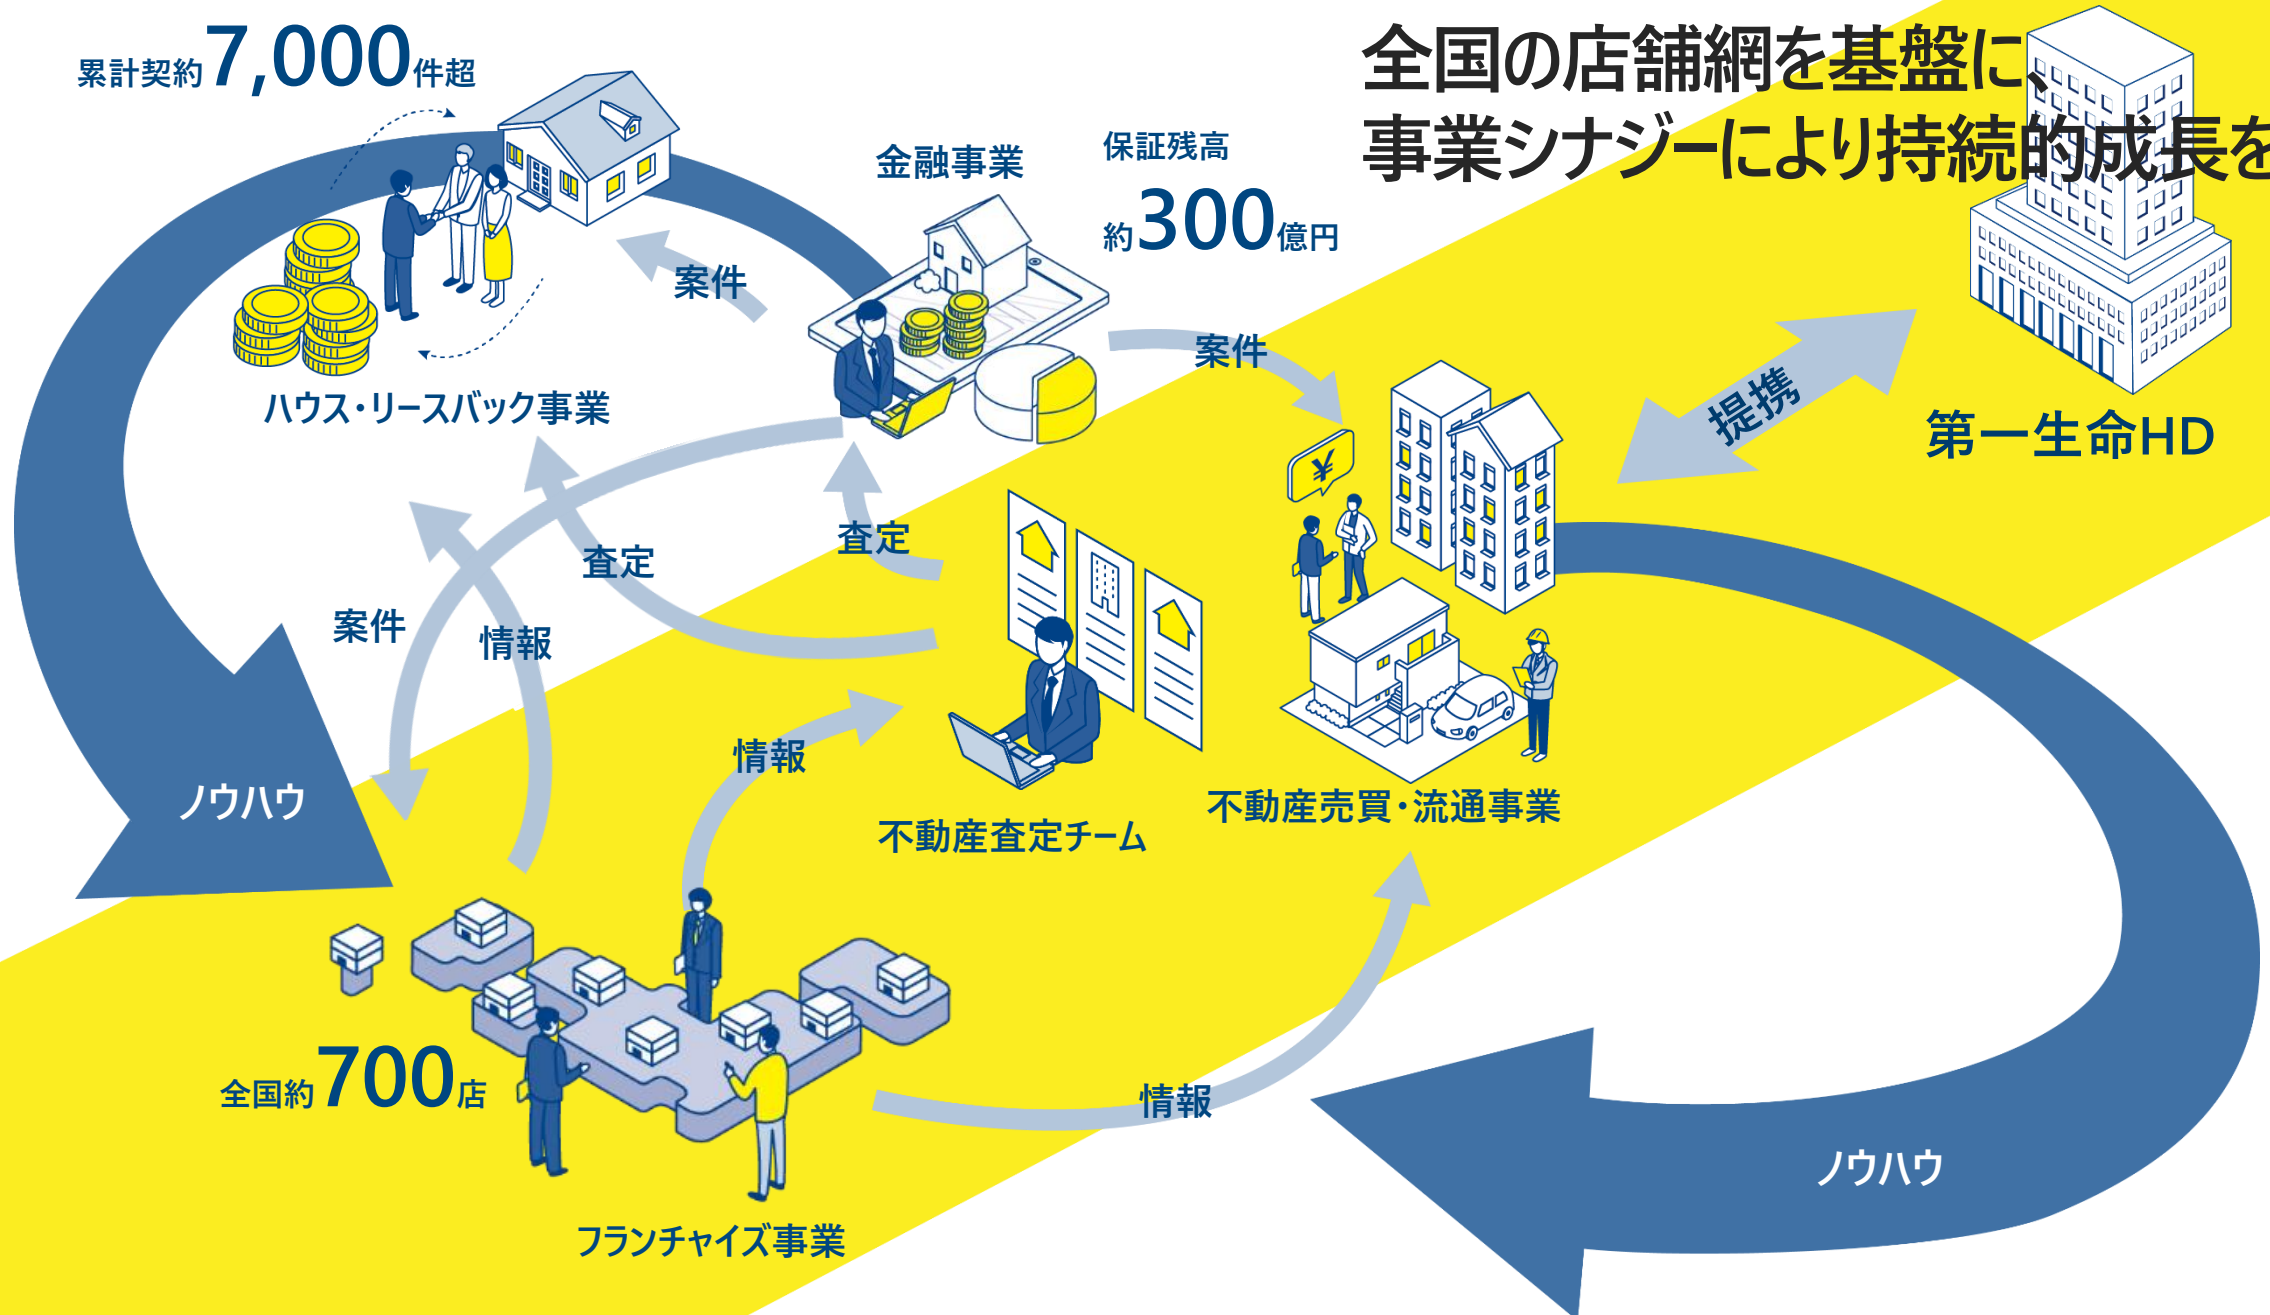 全国の店舗網を基盤に、
事業シナジーにより持続的成長を
累計契約7,000件超
金融事業
保証残高
約300億円
案件
案件
ハウス・リースバック事業
提携
第一生命HD
査定
査定
案件
情報
情報
ノウハウ
不動産査定チーム
不動産売買・流通事業
全国約700店
情報
ノウハウ
フランチャイズ事業